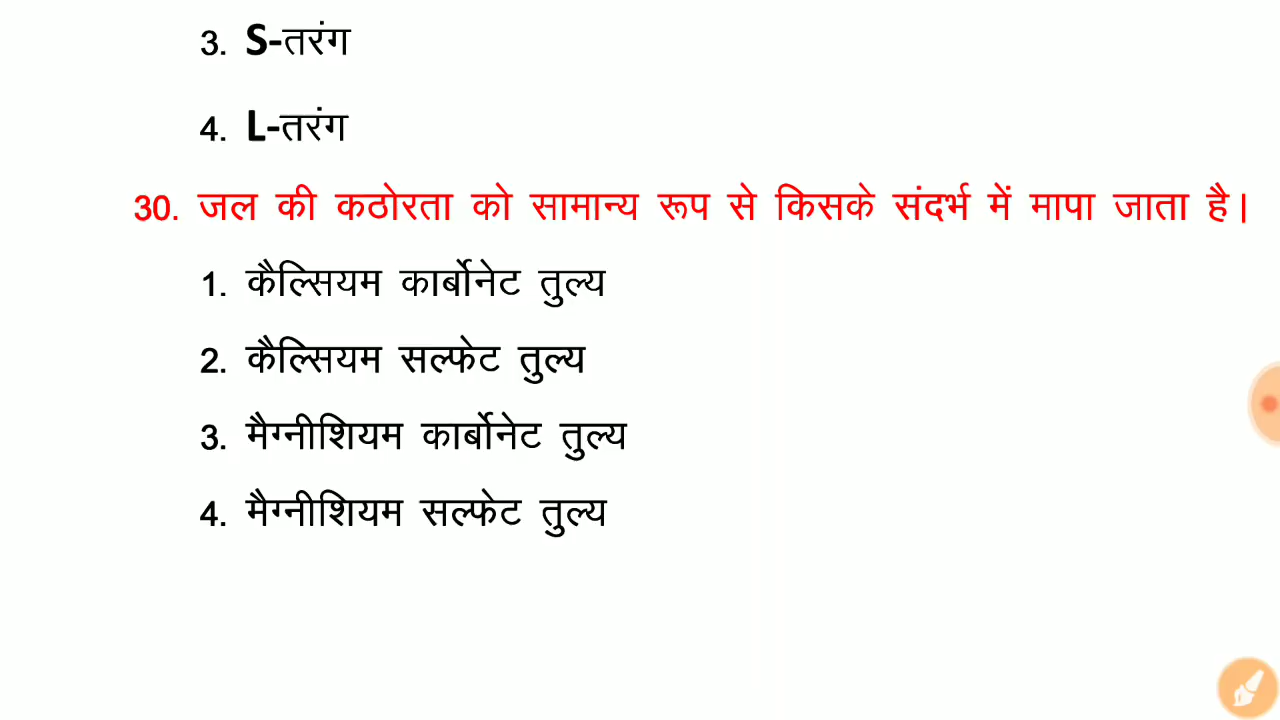 3. S-तरंग
4. L-तरंग
30. जल की कठोरता को सामान्य रूप से किसके संदर्भ में मापा जाता है।
1. कैल्सियम कार्बोनेट तुल्य
2. कैल्सियम सल्फेट तुल्य
3. मैग्नीशियम कार्बोनेट तुल्य
4. मैग्नीशियम सल्फेट तुल्य